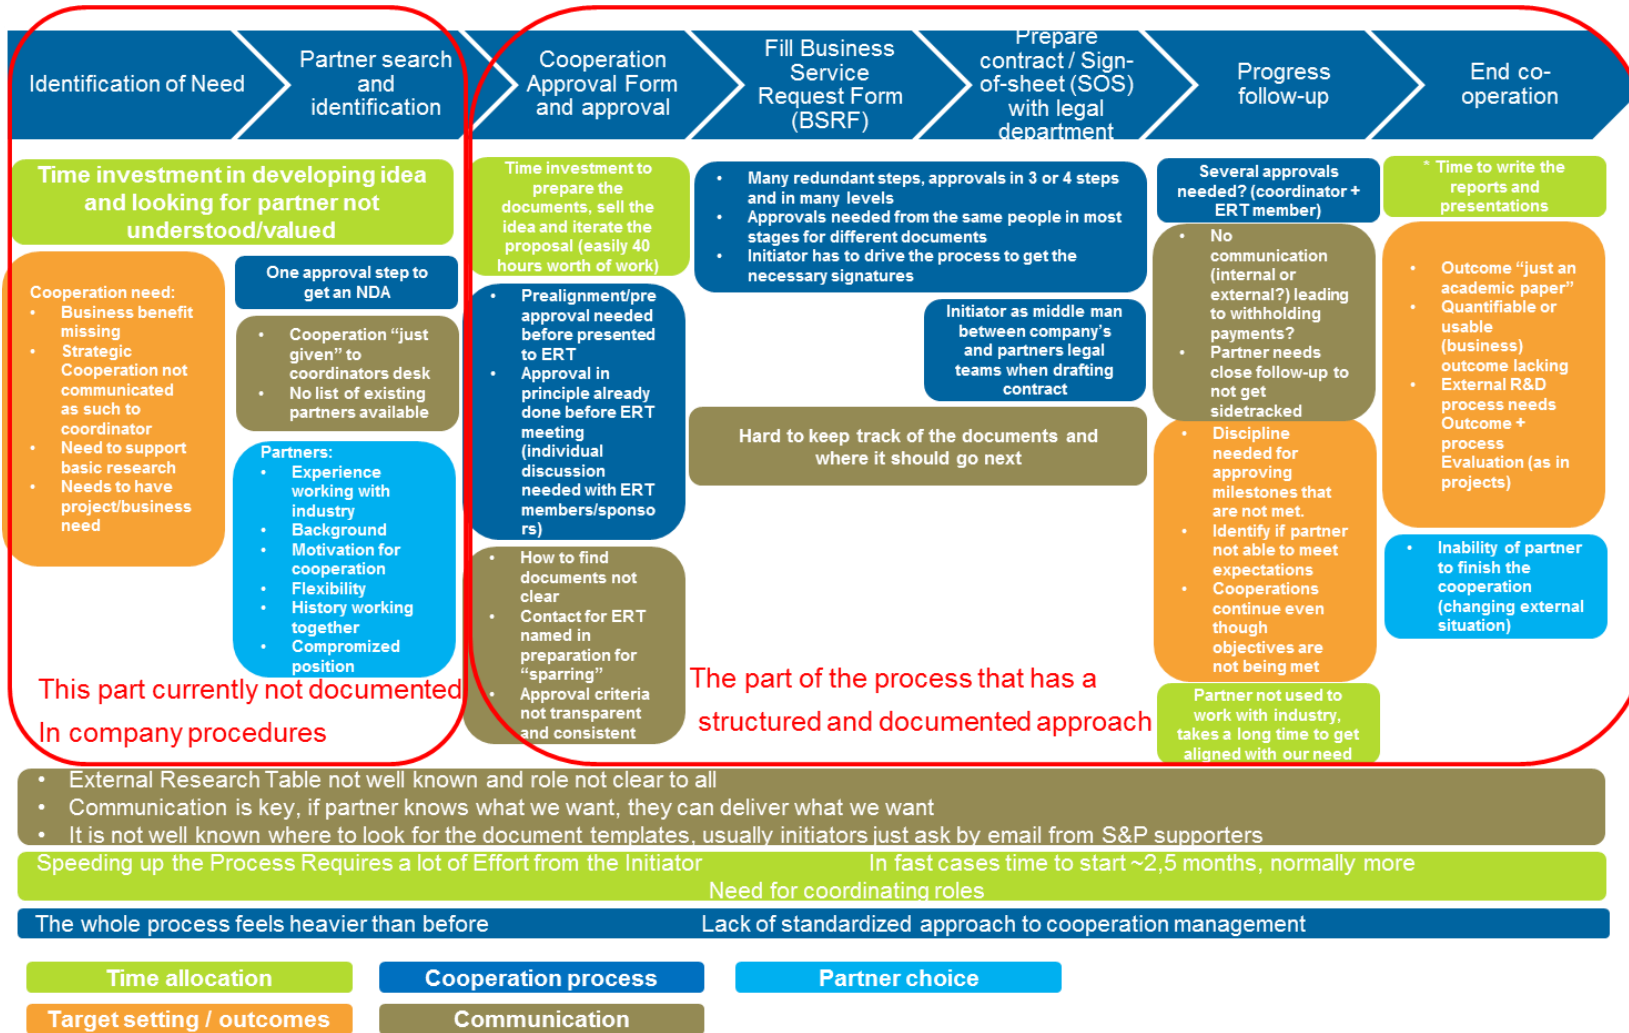 Identification of Need
Partner search
and
identification
Cooperation
Approval Form
and approval
Fill Business
Service
Request Form
(BSRF)
Prepare
contract / Sign-
of-sheet (SOS)
with legal
department
Progress
follow-up
End co-
operation
Time investment in developing idea
and looking for partner not
understood/valued
Cooperation need:
• Business benefit
missing
• Strategic
Cooperation not
communicated
as such to
coordinator
• Need to support
basic research
• Needs to have
project/business
need
One approval step to
get an NDA
• Cooperation “just
given” to
coordinators desk
• No list of existing
partners available
Partners:
• Experience
working with
industry
• Background
• Motivation for
cooperation
• Flexibility
• History working
together
• Compromized
position
This part currently not documented
In company procedures
Time investment to
prepare the
documents, sell the
idea and iterate the
proposal (easily 40
hours worth of work)
• Prealignment/pre
approval needed
before presented
to ERT
• Approval in
principle already
done before ERT
meeting
(individual
discussion
needed with ERT
members/sponso
rs)
• How to find
documents not
clear
• Contact for ERT
named in
preparation for
“sparring”
• Approval criteria
not transparent
and consistent
• Many redundant steps, approvals in 3 or 4 steps
and in many levels
• Approvals needed from the same people in most
stages for different documents
• Initiator has to drive the process to get the
necessary signatures
Initiator as middle man
between company’s
and partners legal
teams when drafting
contract
Hard to keep track of the documents and
where it should go next
The part of the process that has a
structured and documented approach
Several approvals
needed? (coordinator +
ERT member)
• No
communication
(internal or
external?) leading
to withholding
payments?
• Partner needs
close follow-up to
not get
sidetracked
• Discipline
needed for
approving
milestones that
are not met.
• Identify if partner
not able to meet
expectations
• Cooperations
continue even
though
objectives are
not being met
Partner not used to
work with industry,
takes a long time to get
aligned with our need
* Time to write the
reports and
presentations
• Outcome “just an
academic paper”
• Quantifiable or
usable
(business)
outcome lacking
• External R&D
process needs
Outcome +
process
Evaluation (as in
projects)
• Inability of partner
to finish the
cooperation
(changing external
situation)
• External Research Table not well known and role not clear to all
• Communication is key, if partner knows what we want, they can deliver what we want
• It is not well known where to look for the document templates, usually initiators just ask by email from S&P supporters
Speeding up the Process Requires a lot of Effort from the Initiator In fast cases time to start ~2,5 months, normally more
Need for coordinating roles
The whole process feels heavier than before Lack of standardized approach to cooperation management
Time allocation
Cooperation process
Partner choice
Target setting / outcomes
Communication